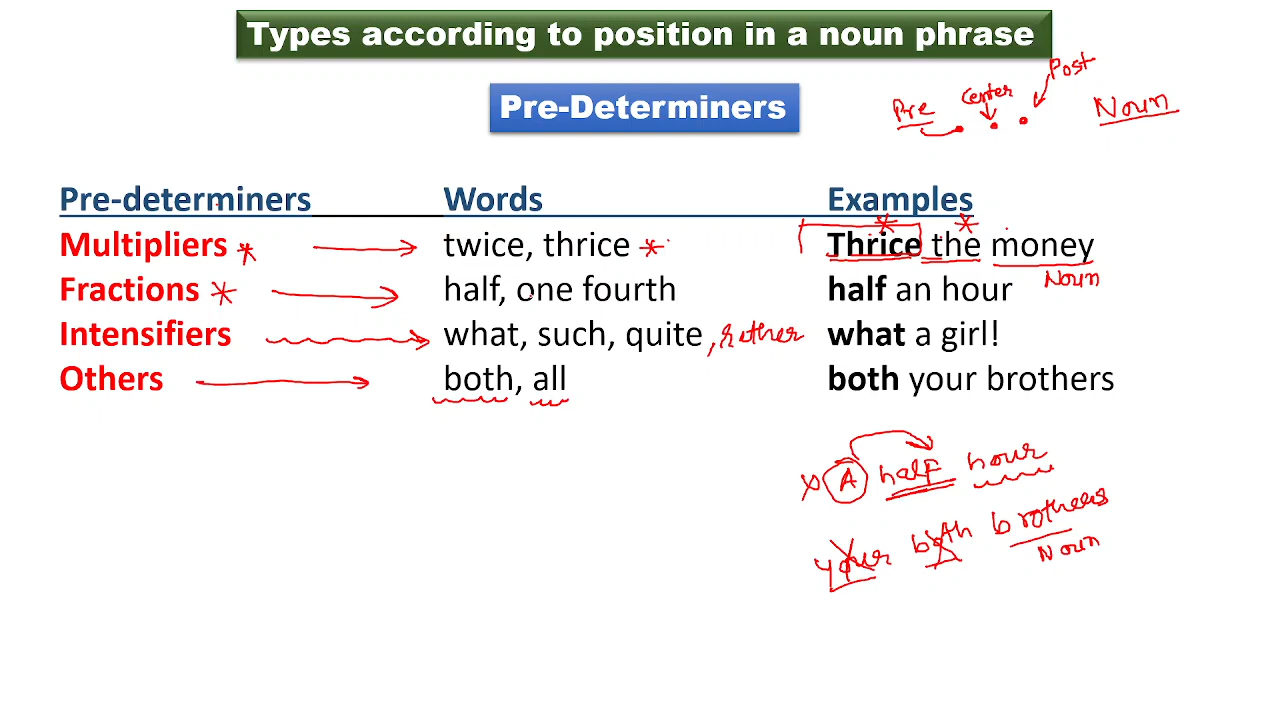 Types according to position in a noun phrase
Post
Pre-Determiners
Pre Center Noun
Pre-determiners Words Examples
Multipliers * twice, thrice * Thrice the money
Noun
Fractions * half, one fourth half an hour
Intensifiers what, such, quite, rather what a girl!
Others both, all both your brothers
x A half hour
your both brothers
Noun